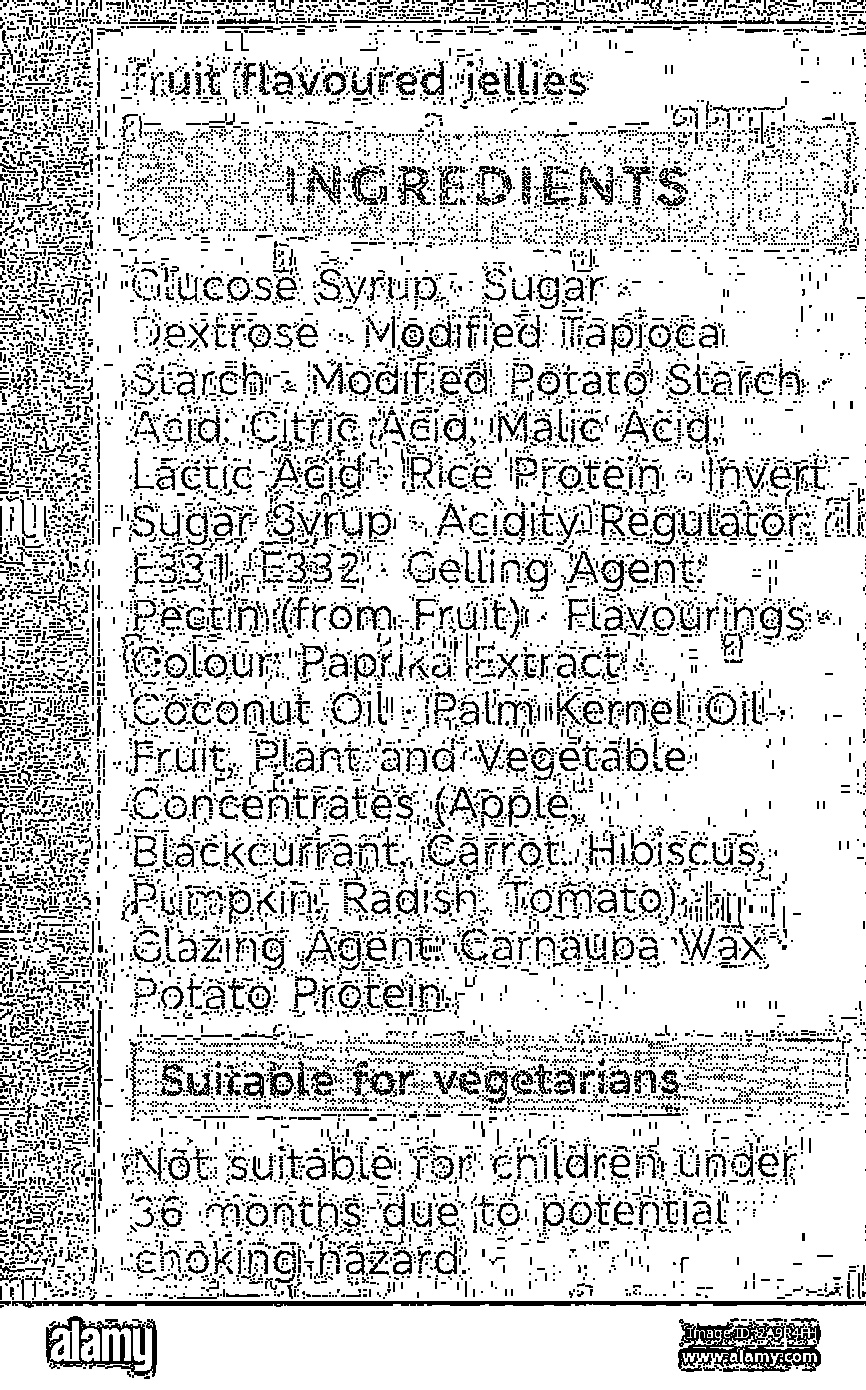 Fruit flavoured jellies
INGREDIENTS
Glucose Syrup · Sugar ·
Dextrose · Modified Tapioca
Starch · Modified Potato Starch ·
Acid: Citric Acid, Malic Acid,
Lactic Acid · Rice Protein · Invert
Sugar Syrup · Acidity Regulator:
E331, E332 · Gelling Agent:
Pectin (from Fruit) · Flavourings ·
Colour: Paprika Extract ·
Coconut Oil · Palm Kernel Oil ·
Fruit, Plant and Vegetable
Concentrates (Apple,
Blackcurrant, Carrot, Hibiscus,
Pumpkin, Radish, Tomato) ·
Glazing Agent: Carnauba Wax ·
Potato Protein.
Suitable for vegetarians
Not suitable for children under
36 months due to potential
choking hazard.
alamy
www.alamy.com